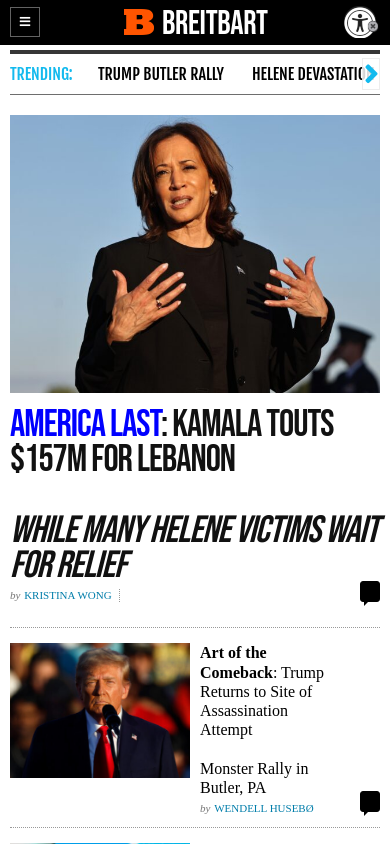 BREITBART
TRENDING: TRUMP BUTLER RALLY HELENE DEVASTATIO
AMERICA LAST: KAMALA TOUTS
$157M FOR LEBANON
WHILE MANY HELENE VICTIMS WAIT
FOR RELIEF
by KRISTINA WONG
Art of the
Comeback: Trump
Returns to Site of
Assassination
Attempt
Monster Rally in
Butler, PA
by WENDELL HUSEBØ